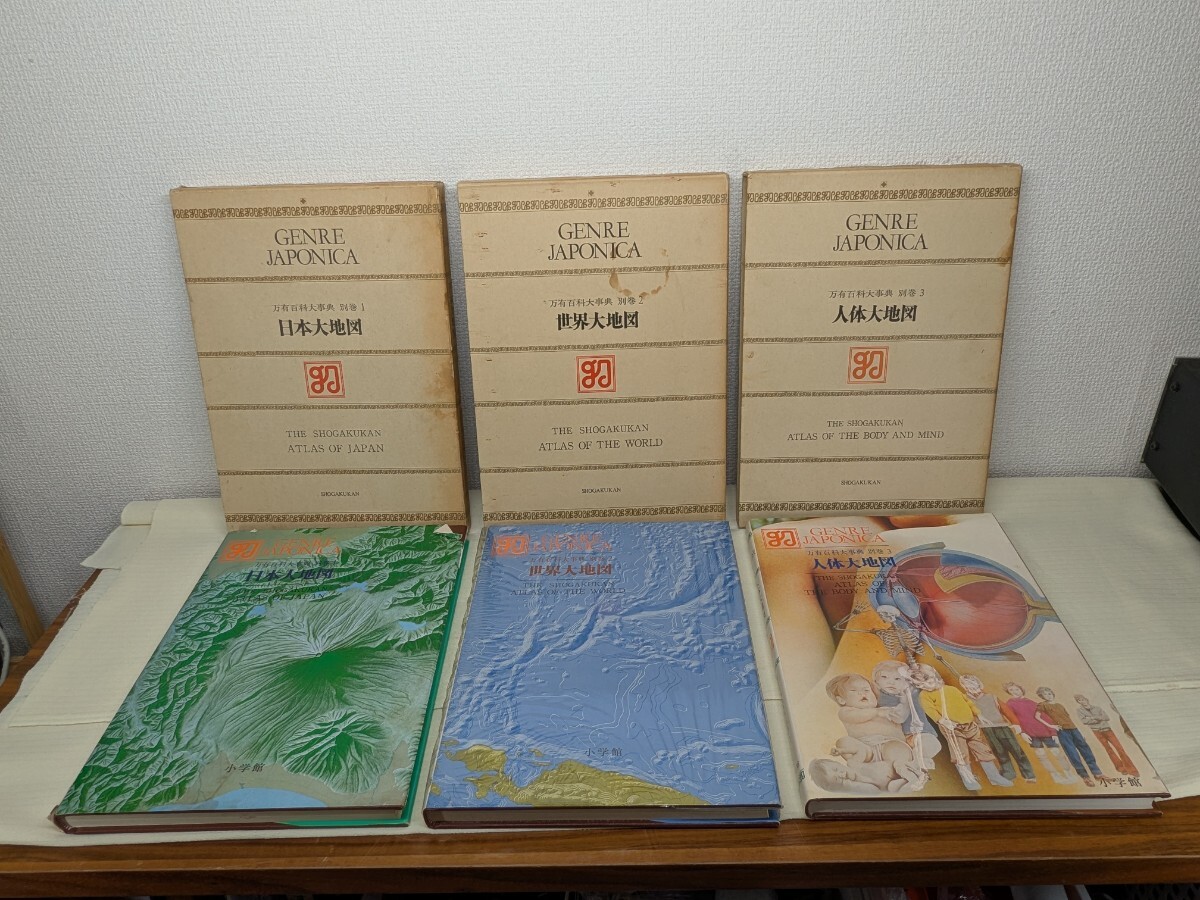 GENRE
JAPONICA
万有百科大事典 別巻1
日本大地図
THE SHOGAKUKAN
ATLAS OF JAPAN
SHOGAKUKAN
GENRE
JAPONICA
万有百科大事典 別巻2
世界大地図
THE SHOGAKUKAN
ATLAS OF THE WORLD
SHOGAKUKAN
GENRE
JAPONICA
万有百科大事典 別巻3
人体大地図
THE SHOGAKUKAN
ATLAS OF THE BODY AND MIND
SHOGAKUKAN
JAPONICA
日本大地図
小学館
世界大地図
THE SHOGAKUKAN
ATLAS OF THE WORLD
小学館
GENRE
JAPONICA
万有百科大事典 別巻3
人体大地図
THE SHOGAKUKAN
ATLAS OF
THE BODY AND MIND
小学館